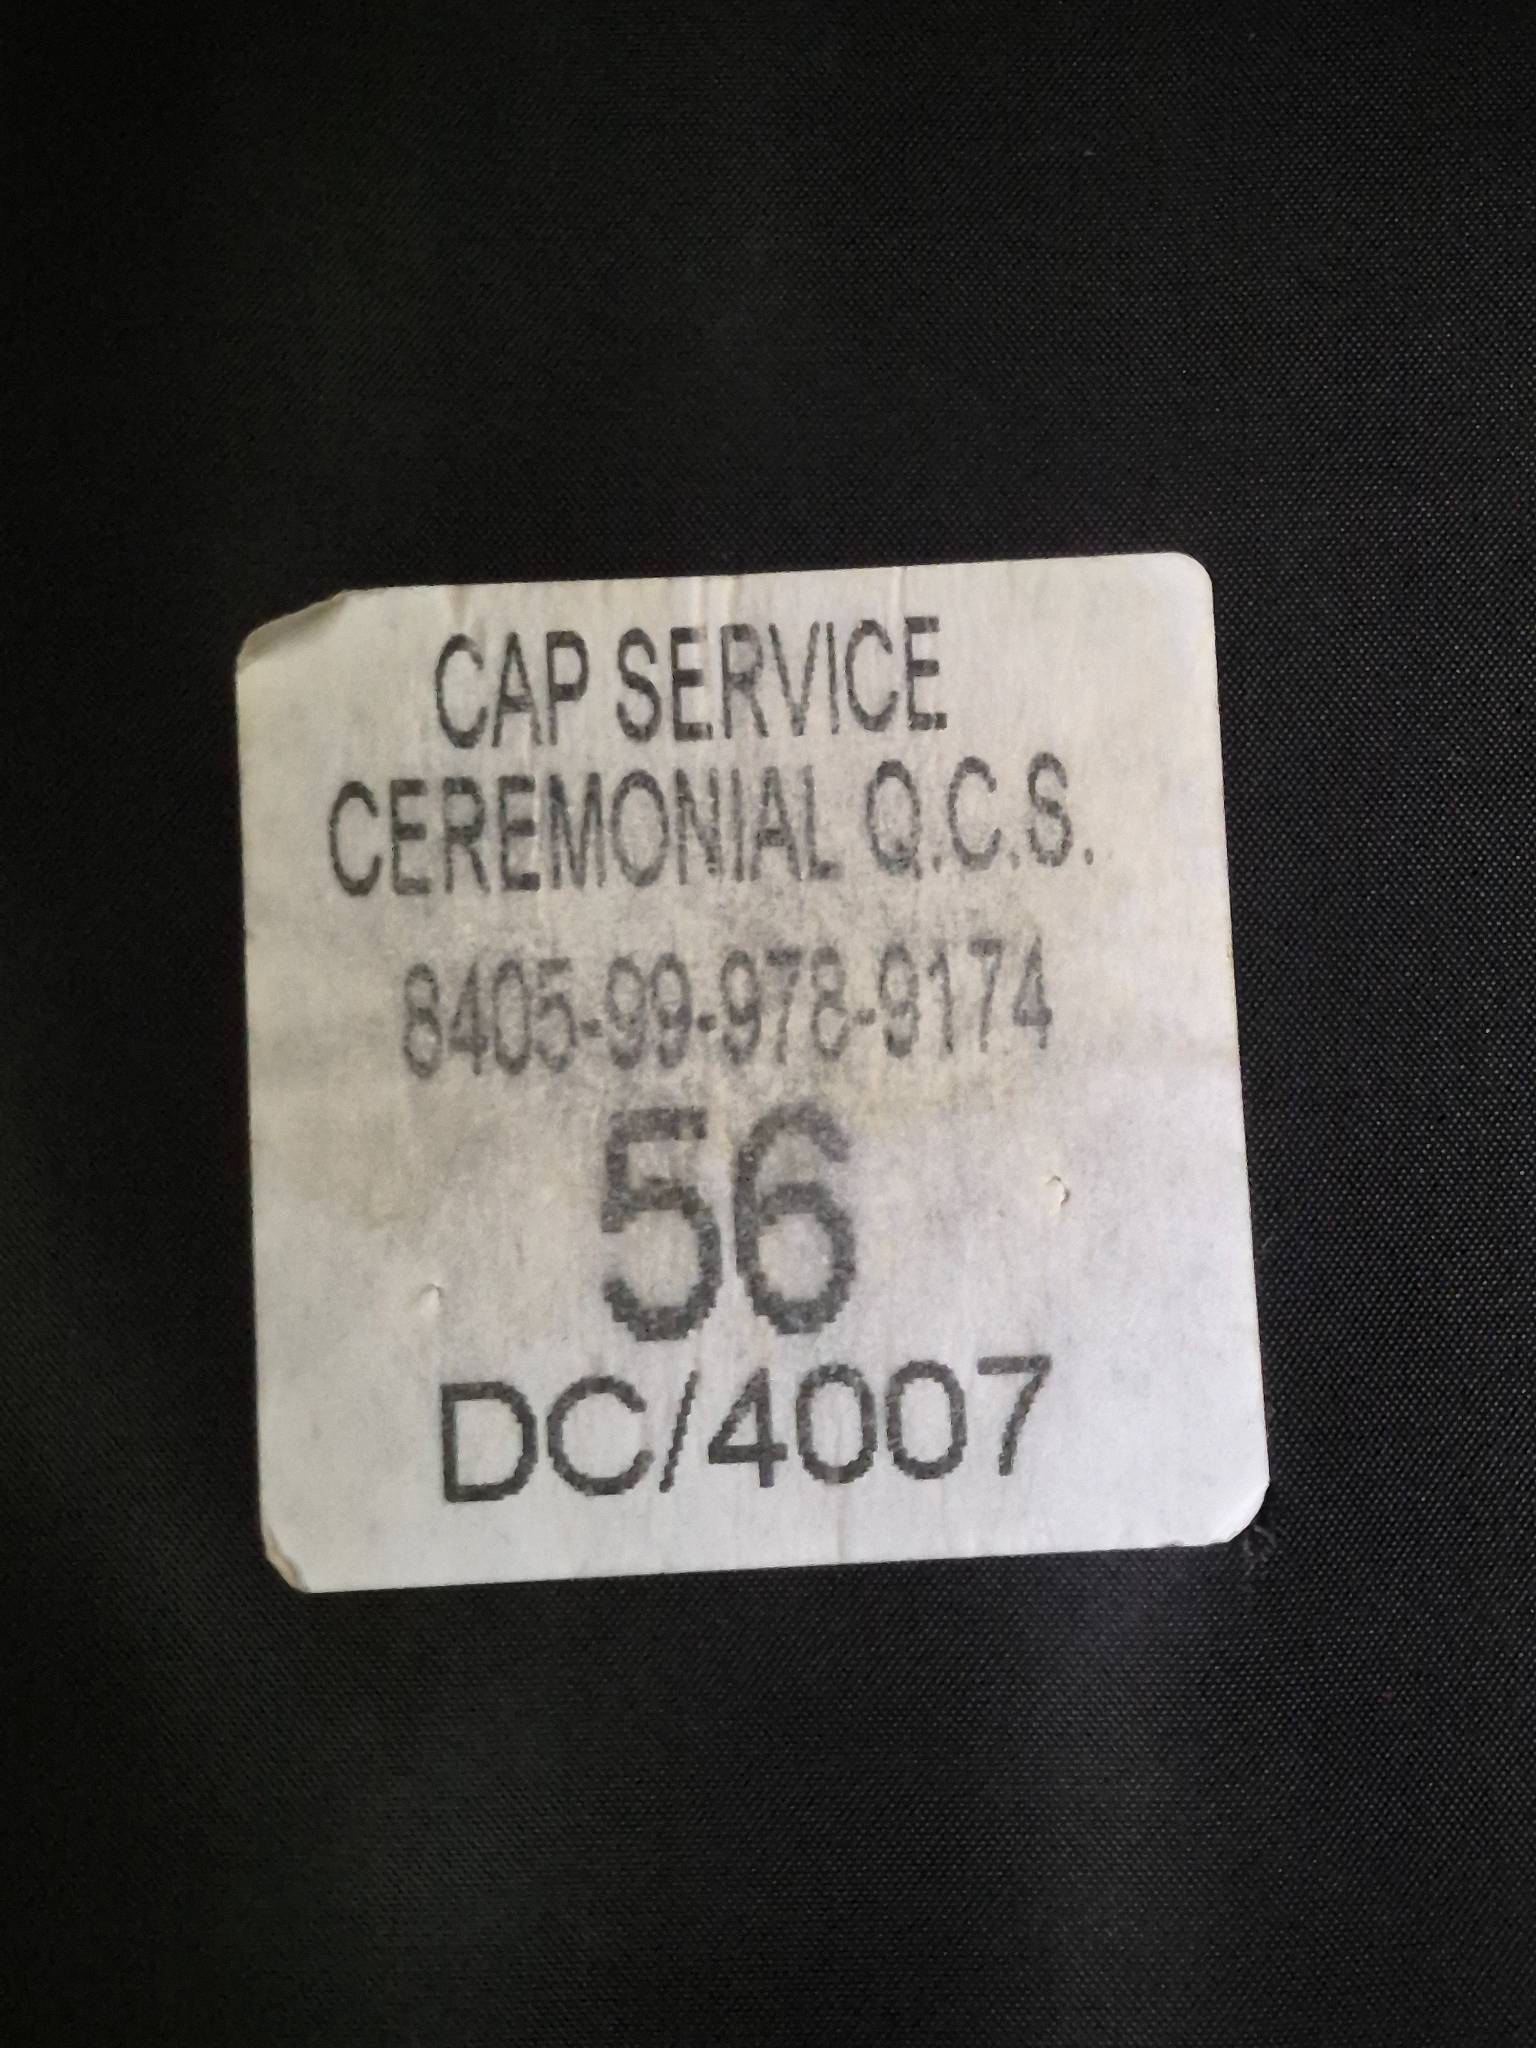 CAP SERVICE
CEREMONIAL Q.C.S.
8405-99-978-9174
56
DC/4007